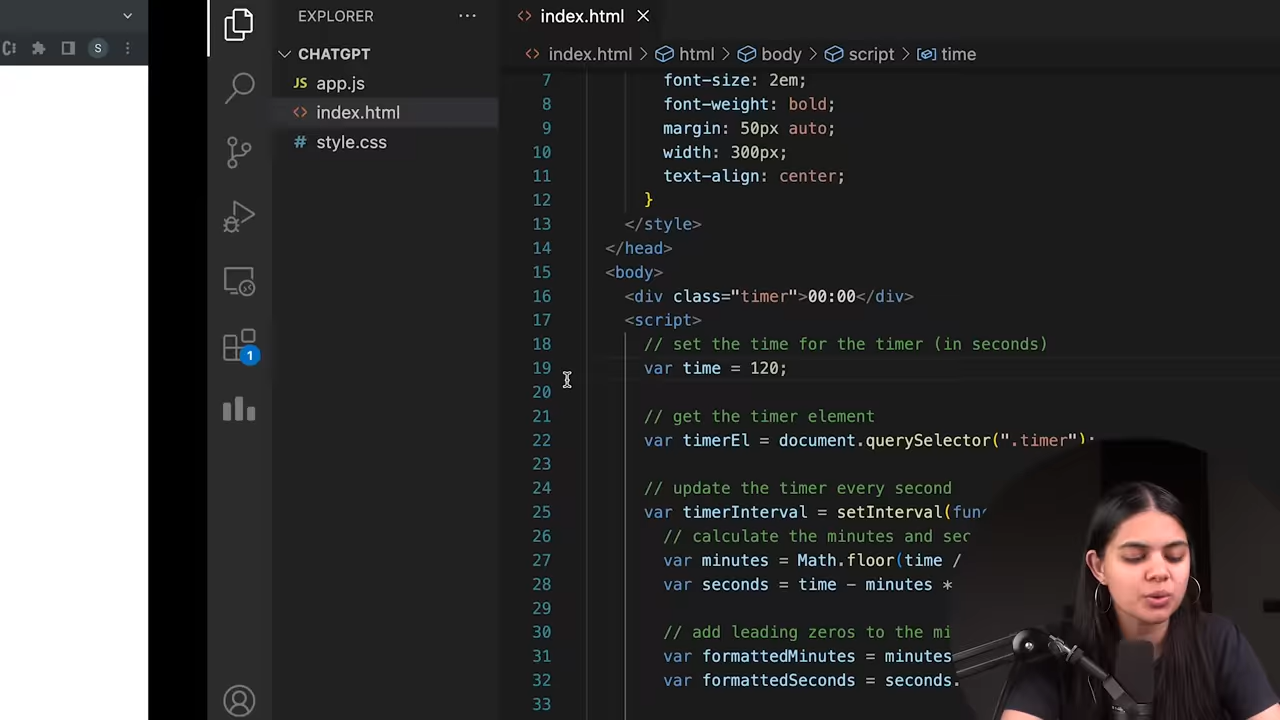 S
EXPLORER
CHATGPT
JS app.js
<> index.html
# style.css
1
<> index.html
<> index.html > html > body > script > time
7 font-size: 2em;
8 font-weight: bold;
9 margin: 50px auto;
10 width: 300px;
11 text-align: center;
12 }
13 </style>
14 </head>
15 <body>
16 <div class="timer">00:00</div>
17 <script>
18 // set the time for the timer (in seconds)
19 var time = 120;
20
21 // get the timer element
22 var timerEl = document.querySelector(".timer");
23
24 // update the timer every second
25 var timerInterval = setInterval(func
26 // calculate the minutes and sec
27 var minutes = Math.floor(time /
28 var seconds = time - minutes *
29
30 // add leading zeros to the mi
31 var formattedMinutes = minutes
32 var formattedSeconds = seconds.
33